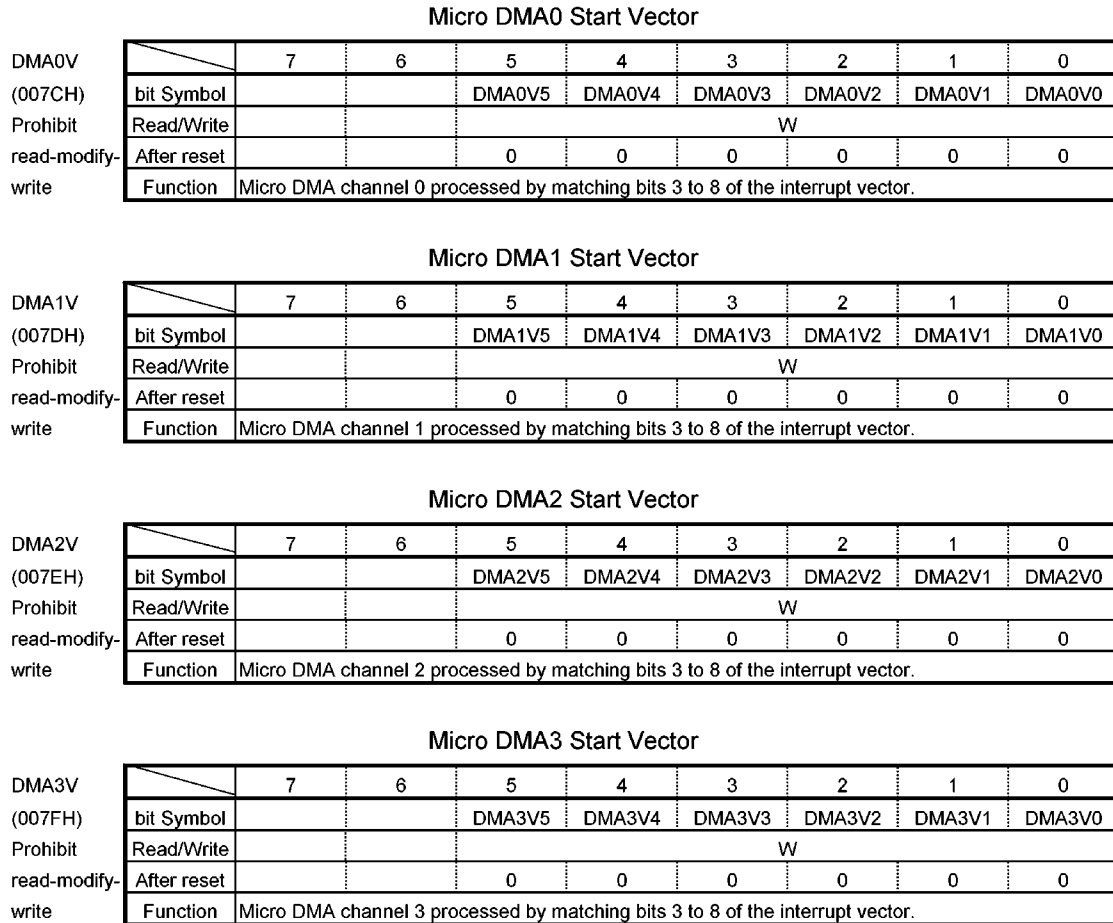 Micro DMA0 Start Vector
DMA0V 7 6 5 4 3 2 1 0
(007CH) bit Symbol DMA0V5 DMA0V4 DMA0V3 DMA0V2 DMA0V1 DMA0V0
Prohibit Read/Write W
read-modify- After reset 0 0 0 0 0 0
write Function Micro DMA channel 0 processed by matching bits 3 to 8 of the interrupt vector.
Micro DMA1 Start Vector
DMA1V 7 6 5 4 3 2 1 0
(007DH) bit Symbol DMA1V5 DMA1V4 DMA1V3 DMA1V2 DMA1V1 DMA1V0
Prohibit Read/Write W
read-modify- After reset 0 0 0 0 0 0
write Function Micro DMA channel 1 processed by matching bits 3 to 8 of the interrupt vector.
Micro DMA2 Start Vector
DMA2V 7 6 5 4 3 2 1 0
(007EH) bit Symbol DMA2V5 DMA2V4 DMA2V3 DMA2V2 DMA2V1 DMA2V0
Prohibit Read/Write W
read-modify- After reset 0 0 0 0 0 0
write Function Micro DMA channel 2 processed by matching bits 3 to 8 of the interrupt vector.
Micro DMA3 Start Vector
DMA3V 7 6 5 4 3 2 1 0
(007FH) bit Symbol DMA3V5 DMA3V4 DMA3V3 DMA3V2 DMA3V1 DMA3V0
Prohibit Read/Write W
read-modify- After reset 0 0 0 0 0 0
write Function Micro DMA channel 3 processed by matching bits 3 to 8 of the interrupt vector.